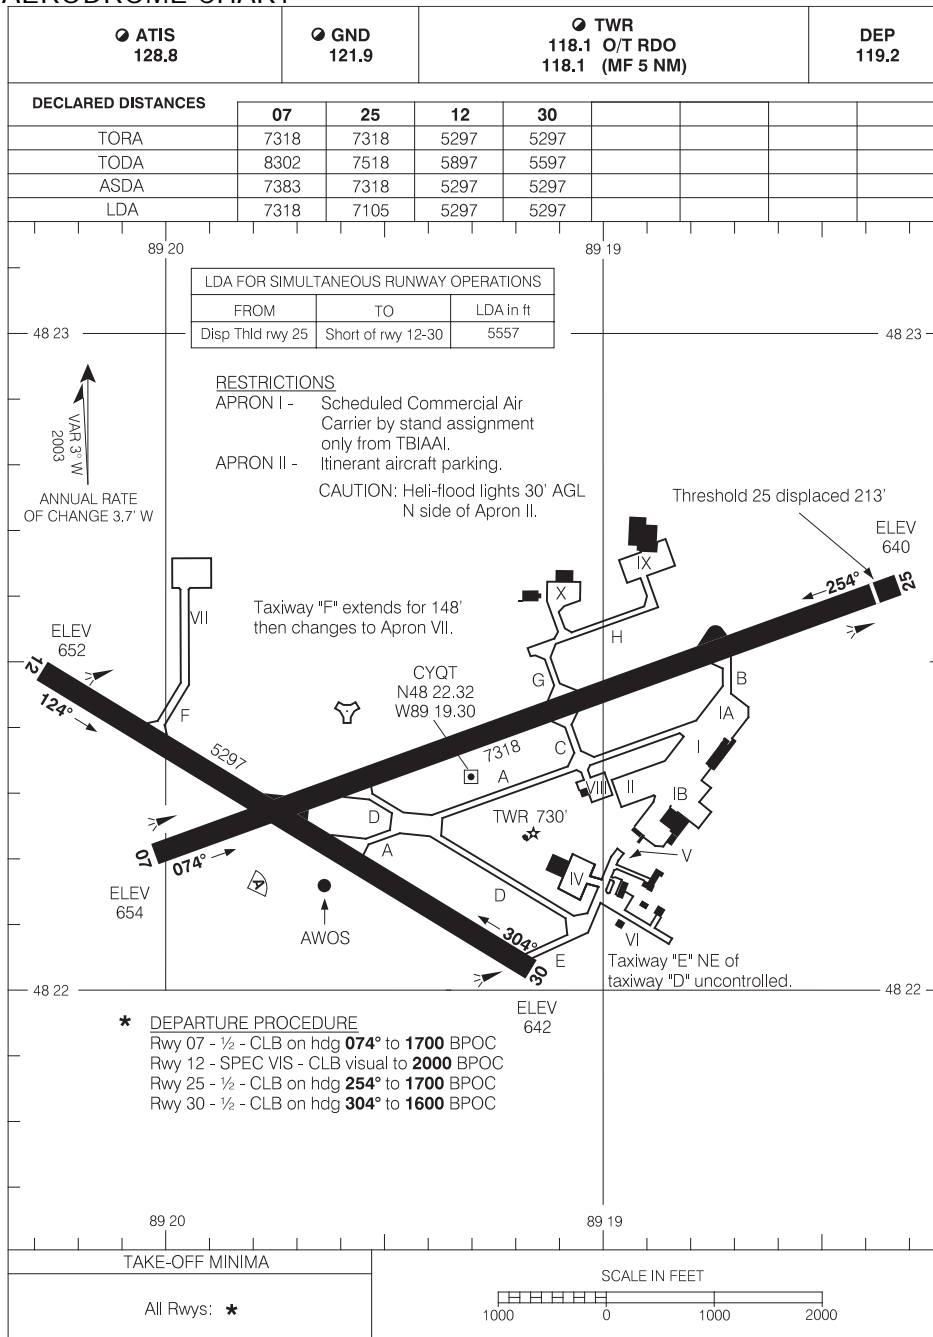 AERODROME CHART
ATIS
128.8
GND
121.9
TWR
118.1 O/T RDO
118.1 (MF 5 NM)
DEP
119.2
DECLARED DISTANCES
07 25 12 30
TORA 7318 7318 5297 5297
TODA 8302 7518 5897 5597
ASDA 7383 7318 5297 5297
LDA 7318 7105 5297 5297
89 20 89 19
LDA FOR SIMULTANEOUS RUNWAY OPERATIONS
FROM TO LDA in ft
Disp Thld rwy 25 Short of rwy 12-30 5557
48 23 48 23
RESTRICTIONS
APRON I - Scheduled Commercial Air
Carrier by stand assignment
only from TBIAAI.
APRON II - Itinerant aircraft parking.
CAUTION: Heli-flood lights 30' AGL
N side of Apron II.
VAR 3° W
2003
ANNUAL RATE
OF CHANGE 3.7' W
Threshold 25 displaced 213'
ELEV
640
IX
X
254°
25
VII
Taxiway "F" extends for 148'
then changes to Apron VII.
H
ELEV
652
12
124°
CYQT
N48 22.32
W89 19.30
G
B
F
IA
5297
7318
C
I
A
VIII
II
IB
D
TWR 730'
A
V
07
074°
IV
A
D
ELEV
654
AWOS
304°
30
E
VI
Taxiway "E" NE of
taxiway "D" uncontrolled.
48 22 48 22
ELEV
642
* DEPARTURE PROCEDURE
Rwy 07 - ½ - CLB on hdg 074° to 1700 BPOC
Rwy 12 - SPEC VIS - CLB visual to 2000 BPOC
Rwy 25 - ½ - CLB on hdg 254° to 1700 BPOC
Rwy 30 - ½ - CLB on hdg 304° to 1600 BPOC
89 20 89 19
TAKE-OFF MINIMA
All Rwys: *
SCALE IN FEET
1000 0 1000 2000